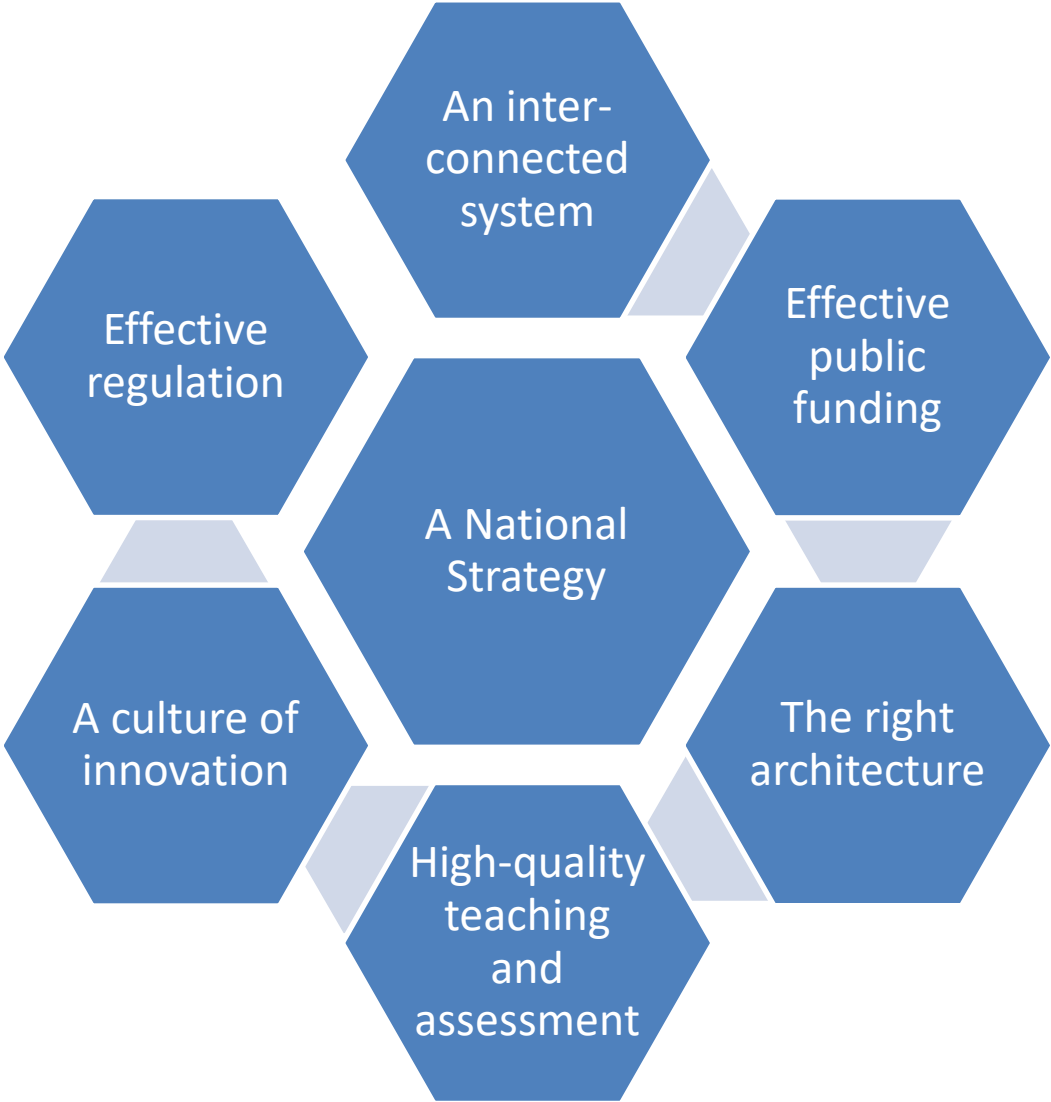 An inter-
connected
system
Effective
public
funding
The right
architecture
High-quality
teaching
and
assessment
A culture of
innovation
Effective
regulation
A National
Strategy